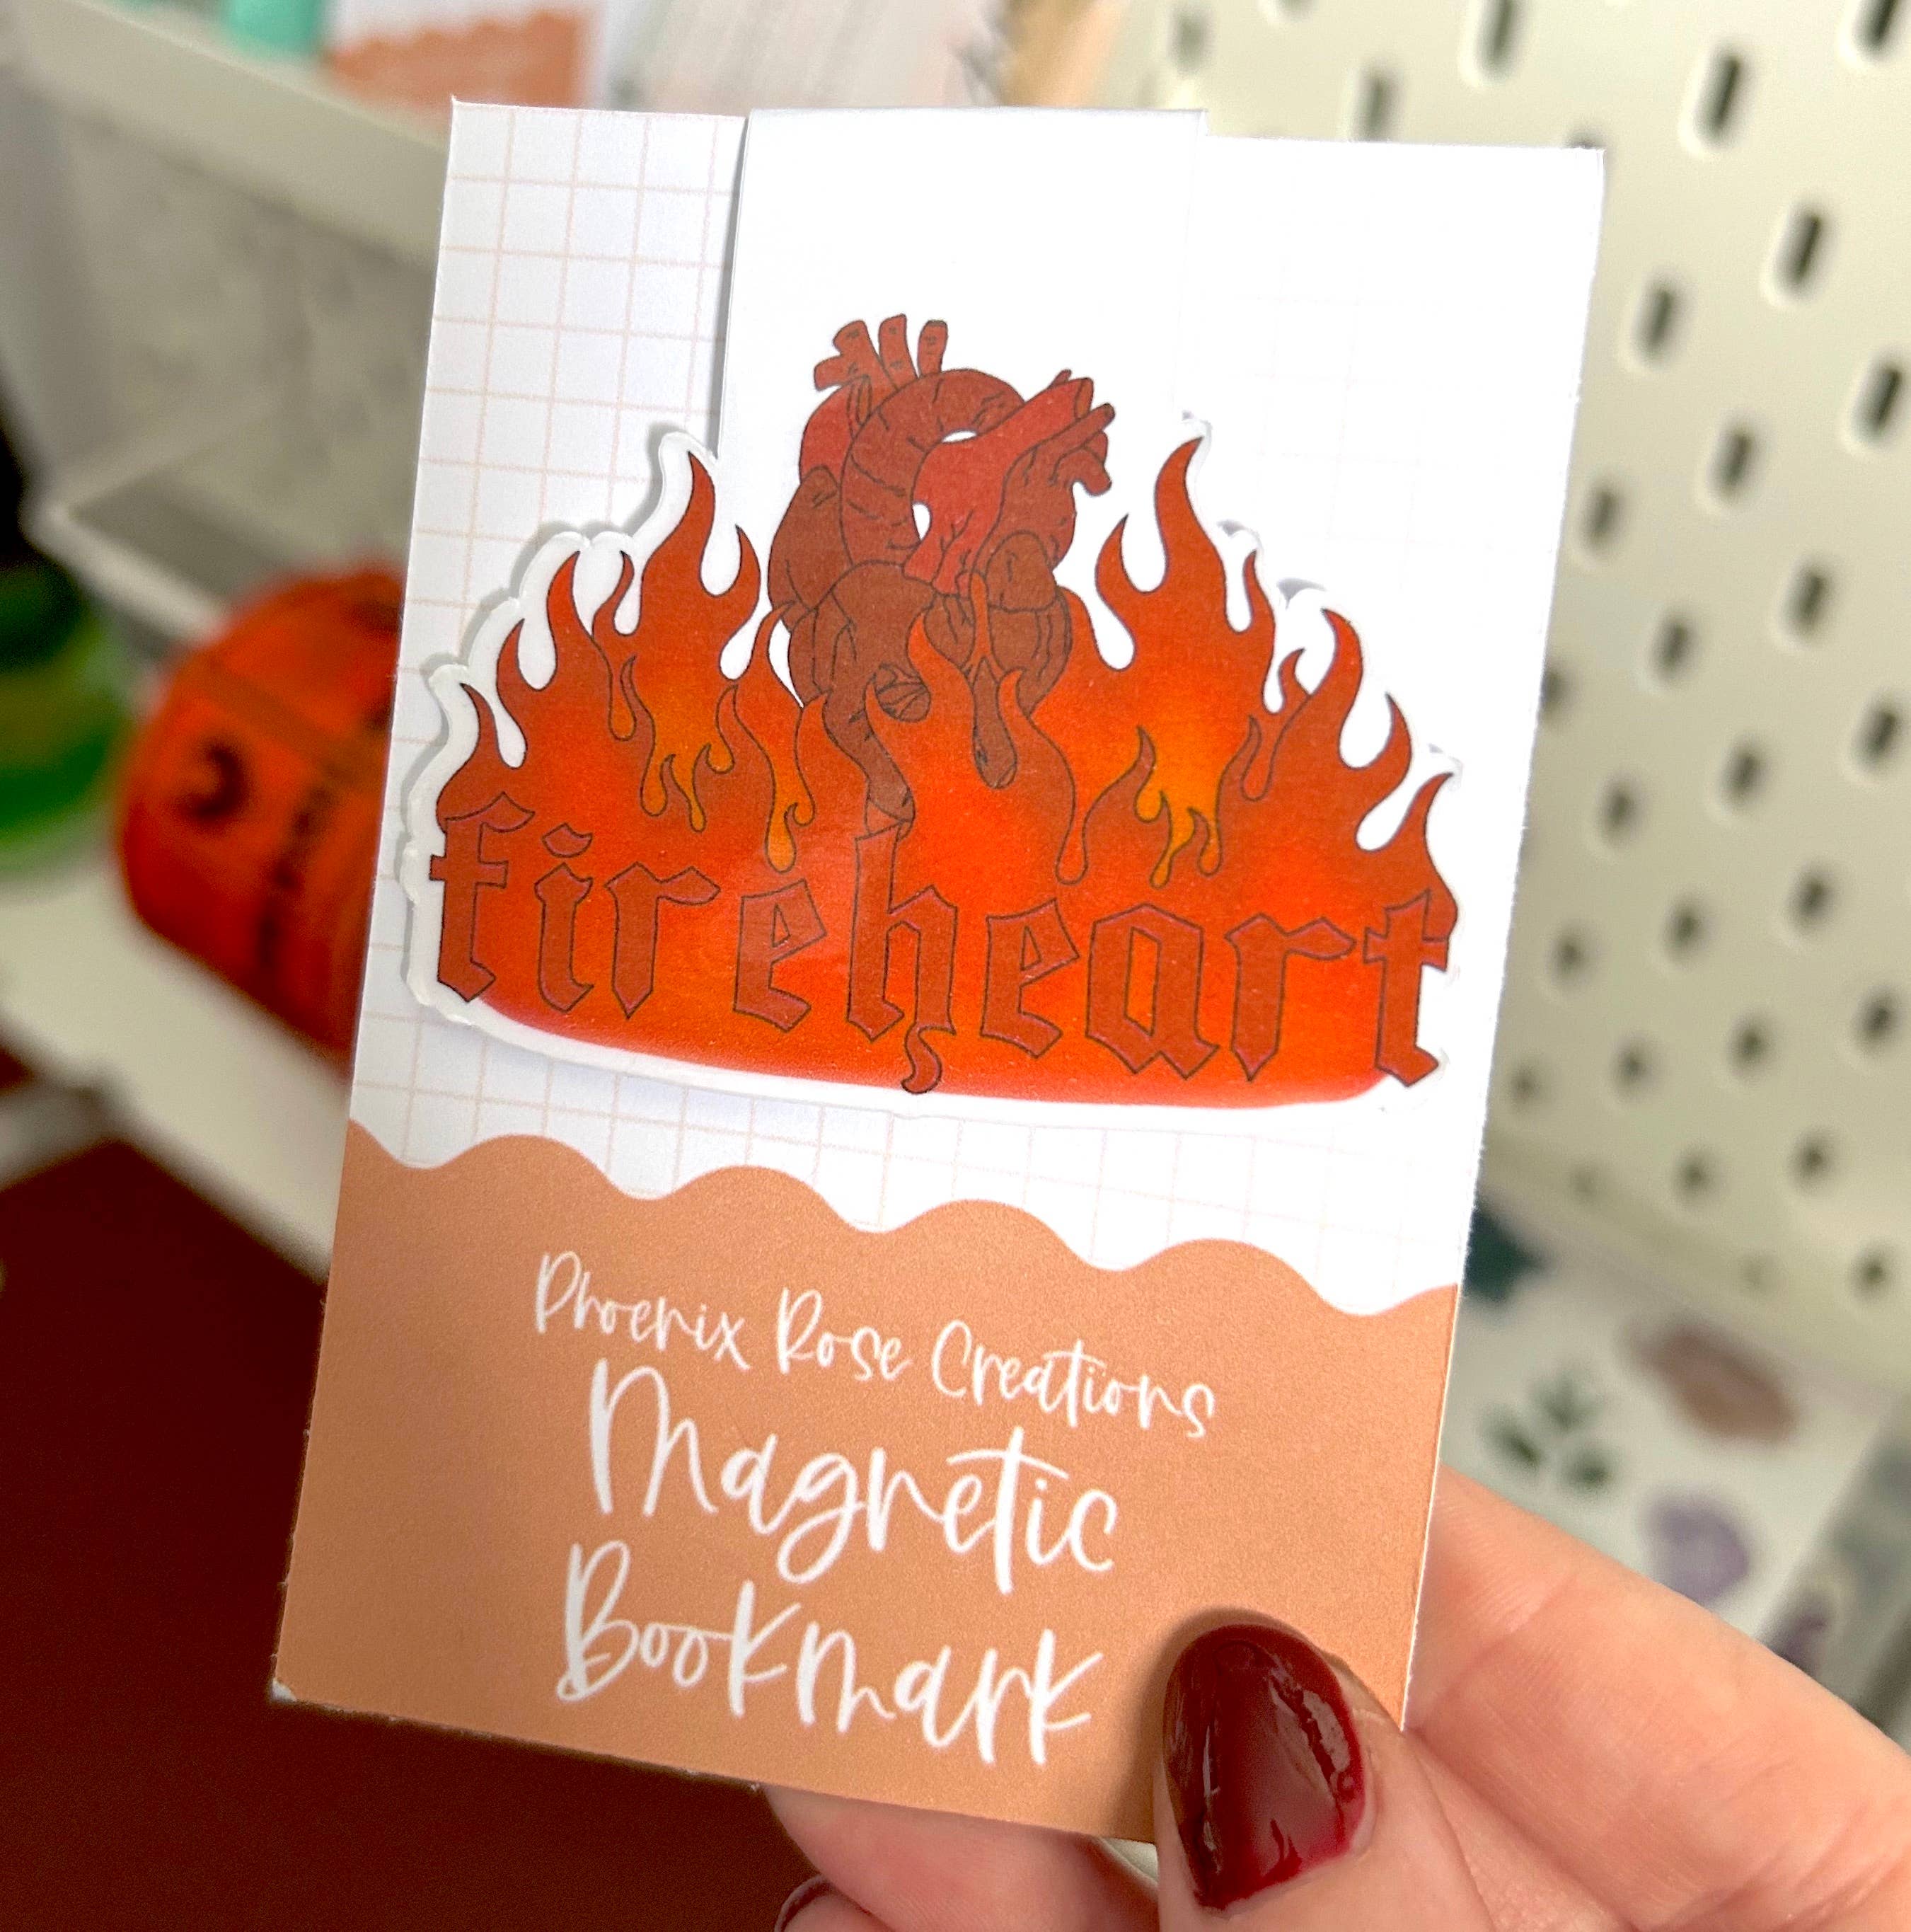 fireheart
Phoenix Rose Creations
Magnetic
Bookmark